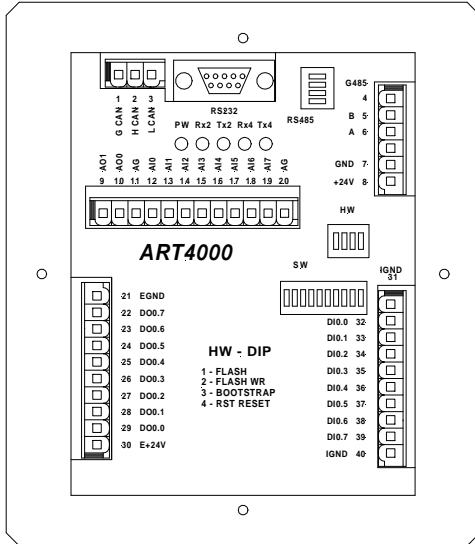 1 2 3
G CAN H CAN L CAN
RS232
RS485
G485
4
B 5
A 6
GND 7
+24V 8
PW Rx2 Tx2 Rx4 Tx4
AO1 AO0 AG AI0 AI1 AI2 AI3 AI4 AI5 AI6 AI7 AG
9 10 11 12 13 14 15 16 17 18 19 20
HW
ART4000
SW
IGND
31
21 EGND
22 DO0.7
23 DO0.6
24 DO0.5
25 DO0.4
26 DO0.3
27 DO0.2
28 DO0.1
29 DO0.0
30 E+24V
HW - DIP
1 - FLASH
2 - FLASH WR
3 - BOOTSTRAP
4 - RST RESET
DI0.0 32
DI0.1 33
DI0.2 34
DI0.3 35
DI0.4 36
DI0.5 37
DI0.6 38
DI0.7 39
IGND 40